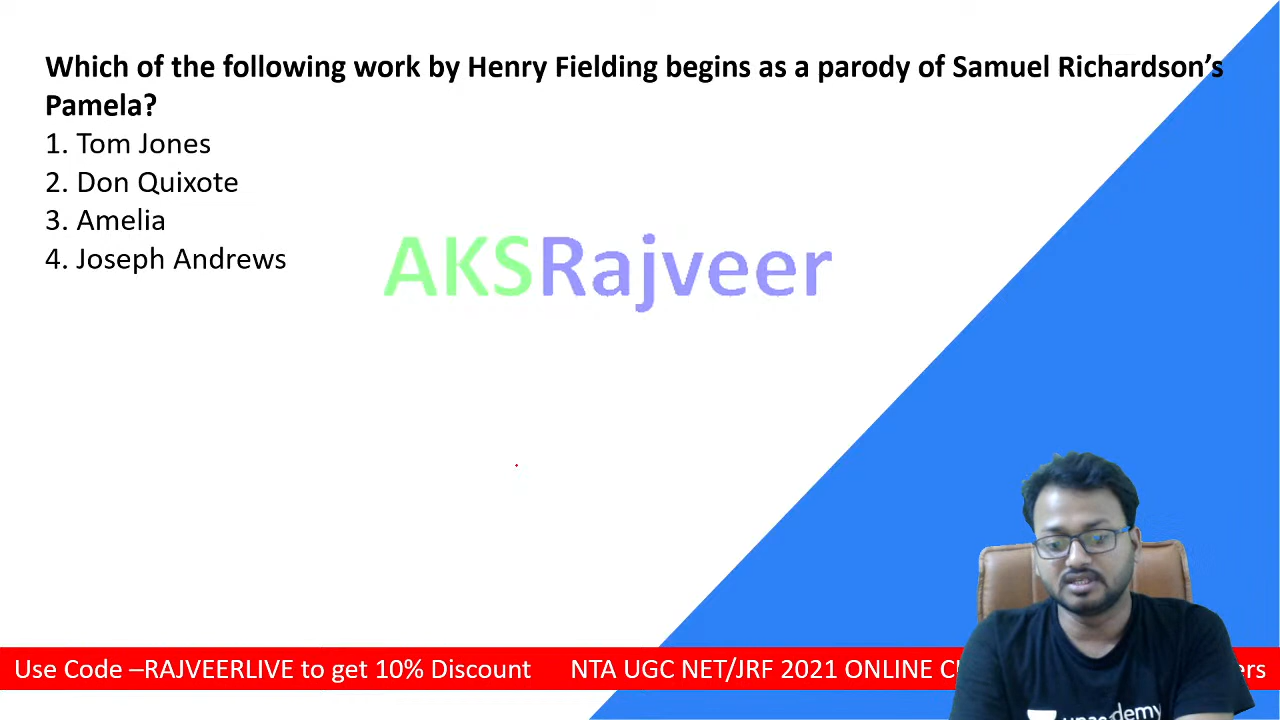 Which of the following work by Henry Fielding begins as a parody of Samuel Richardson’s
Pamela?
1. Tom Jones
2. Don Quixote
3. Amelia
4. Joseph Andrews
AKSRajveer
Use Code –RAJVEERLIVE to get 10% Discount NTA UGC NET/JRF 2021 ONLINE